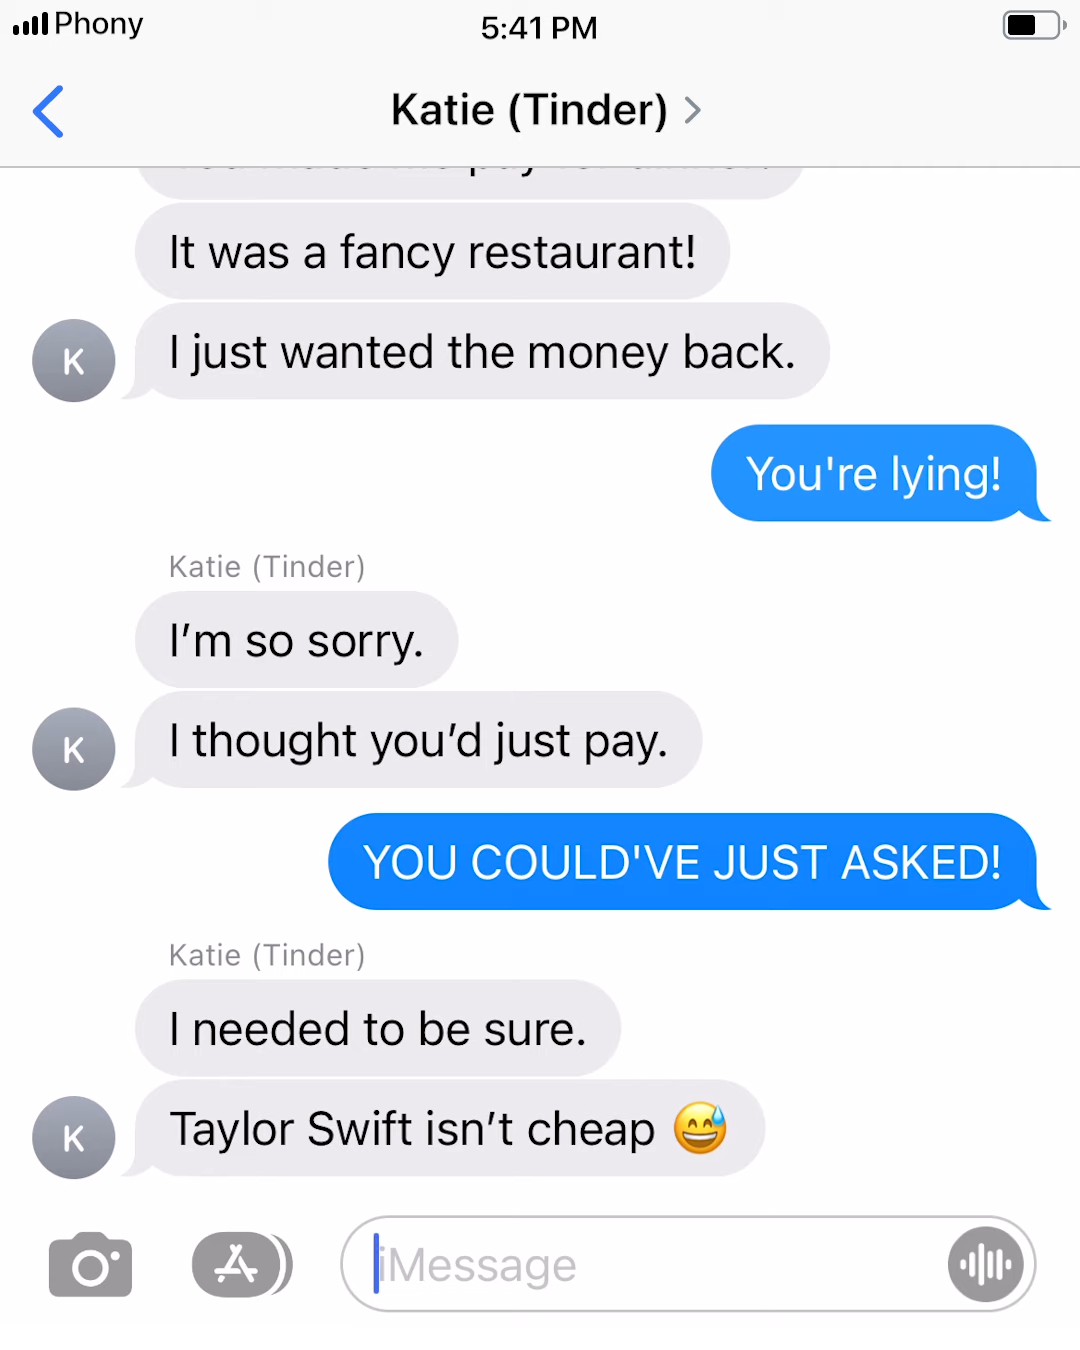 Phony
5:41 PM
Katie (Tinder)
It was a fancy restaurant!
K
I just wanted the money back.
You're lying!
Katie (Tinder)
I’m so sorry.
K
I thought you’d just pay.
YOU COULD'VE JUST ASKED!
Katie (Tinder)
I needed to be sure.
K
Taylor Swift isn’t cheap 😅
iMessage